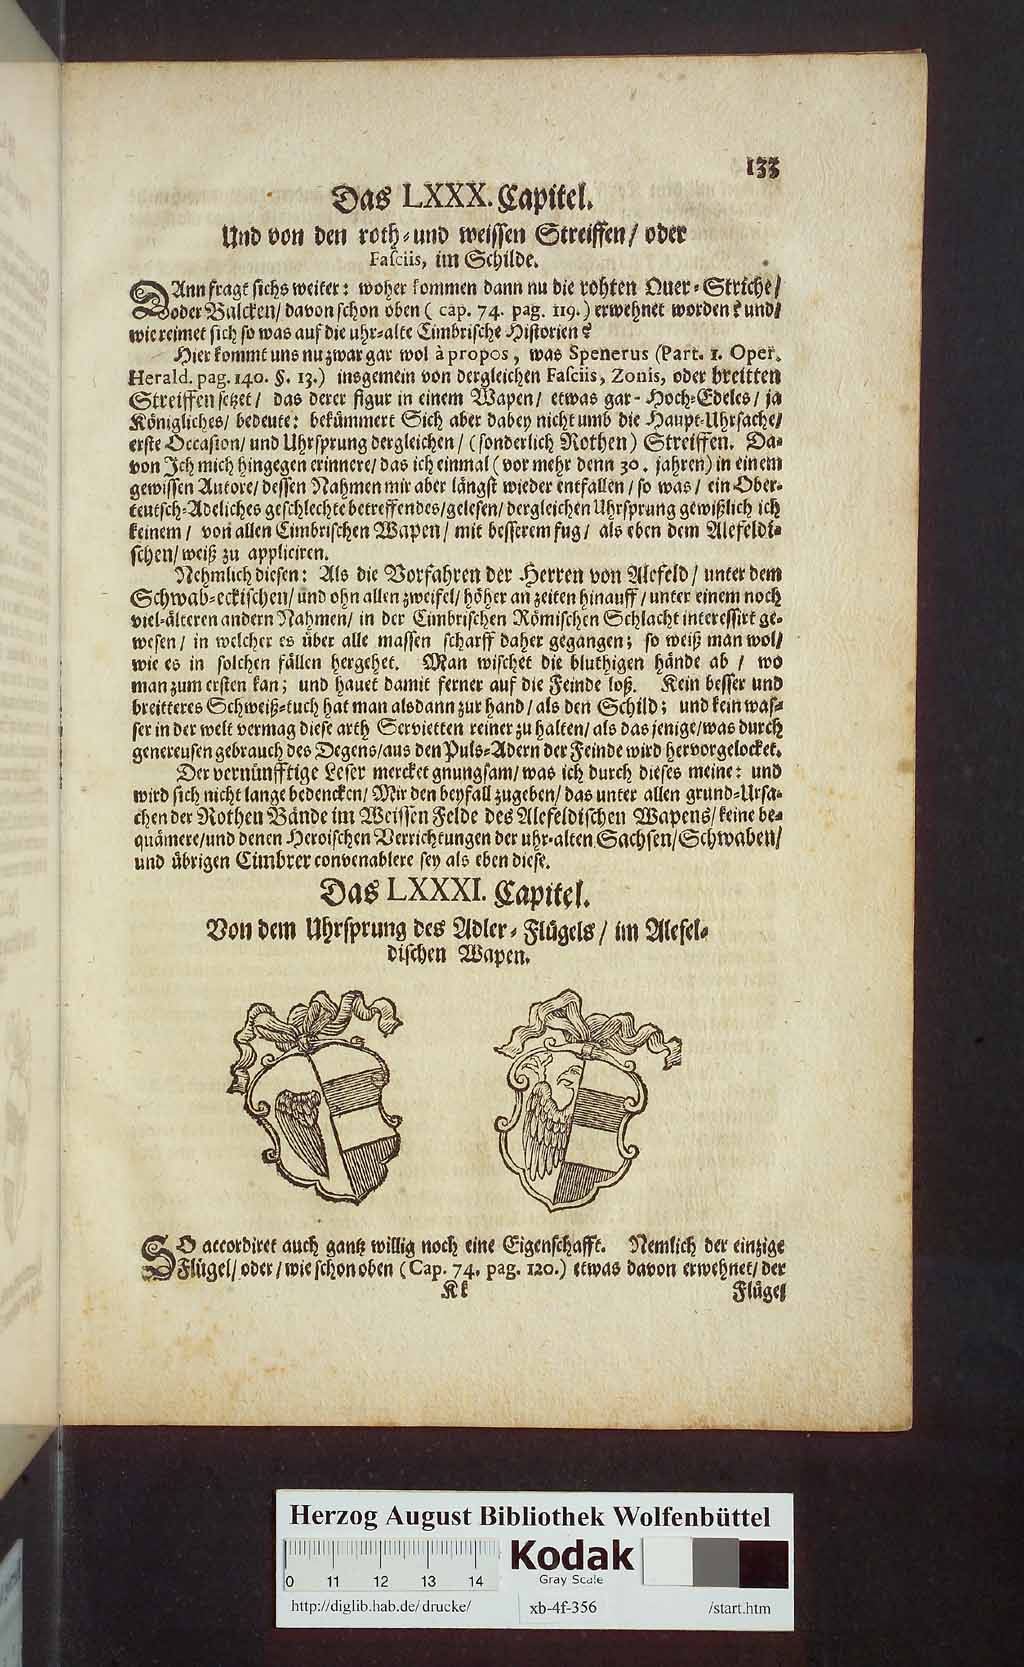 133
Das LXXX. Capitel.
Und von den roth-und weissen Streiffen/ oder
Fasciis, im Schilde.
DAnn fragt sichs weiter: woher kommen dann nu die rohten Quer-Striche/
oder Balcken/ davon schon oben ( cap. 74. pag. 119. ) erwehnet worden? und/
wie reimet sich so was auf die uhr-alte Cimbrische Historien?
Hier kommt uns nu zwar gar wol à propos, was Spenerus (Part. 1. Oper.
Herald. pag. 140. §. 13.) insgemein von dergleichen Fasciis, Zonis, oder breitten
Streiffen setzet/ das derer figur in einem Wapen/ etwas gar-Hoch-Edeles/ ja
Königliches/ bedeute: bekümmert Sich aber dabey nicht umb die Haupt-Uhrsache/
erste Occasion/ und Uhrsprung dergleichen/ (sonderlich Rothen) Streiffen. Da-
von Ich mich hingegen erinnere/ das ich einmal ( vor mehr denn 30. jahren) in einem
gewissen Autore/ dessen Nahmen mir aber längst wieder entfallen/ so was/ ein Ober-
teutsch-Adeliches geschlechte betreffendes/ gelesen/ dergleichen Uhrsprung gewißlich ich
keinem/ von allen Cimbrischen Wapen/ mit besserem fug/ als eben dem Alefeldi-
schen/ weiß zu appliciren.
Nehmlich diesen: Als die Vorfahren der Herren von Alefeld/ unter dem
Schwab-eckischen/ und ohn allen zweifel/ höher an zeiten hinauff/ unter einem noch
viel-älteren andern Nahmen/ in der Cimbrischen Römischen Schlacht interessirt ge-
wesen/ in welcher es über alle massen scharff daher gegangen; so weiß man wol/
wie es in solchen fällen hergehet. Man wischet die bluthigen hände ab / wo
man zum ersten kan; und hauet damit ferner auf die Feinde loß. Kein besser und
breitteres Schweiß-tuch hat man alsdann zur hand/ als den Schild; und kein was-
ser in der welt vermag diese arth Servietten reiner zu halten/ als das jenige/ was durch
genereusen gebrauch des Degens/ aus den Puls-Adern der Feinde wird hervorgelocket.
Der vernünfftige Leser mercket gnungsam/ was ich durch dieses meine: und
wird sich nicht lange bedencken/ Mir den beyfall zugeben/ das unter allen grund-Ursa-
chen der Rothen Bände im Weissen Felde des Alefeldischen Wapens/ keine be-
quämere/ und denen Heroischen Verrichtungen der uhr-alten Sachsen/ Schwaben/
und übrigen Cimbrer convenablere sey als eben diese.
Das LXXXI. Capitel.
Von dem Uhrsprung des Adler-Flügels/ im Alefel-
dischen Wapen.
SO accordiret auch gantz willig noch eine Eigenschafft. Nemlich der eintzige
Flügel/ oder/ wie schon oben (Cap. 74. pag. 120.) etwas davon erwehnet/ der
Kk
Flügel
Herzog August Bibliothek Wolfenbüttel
0 11 12 13 14
Kodak
Gray Scale
http://diglib.hab.de/drucke/ xb-4f-356 /start.htm